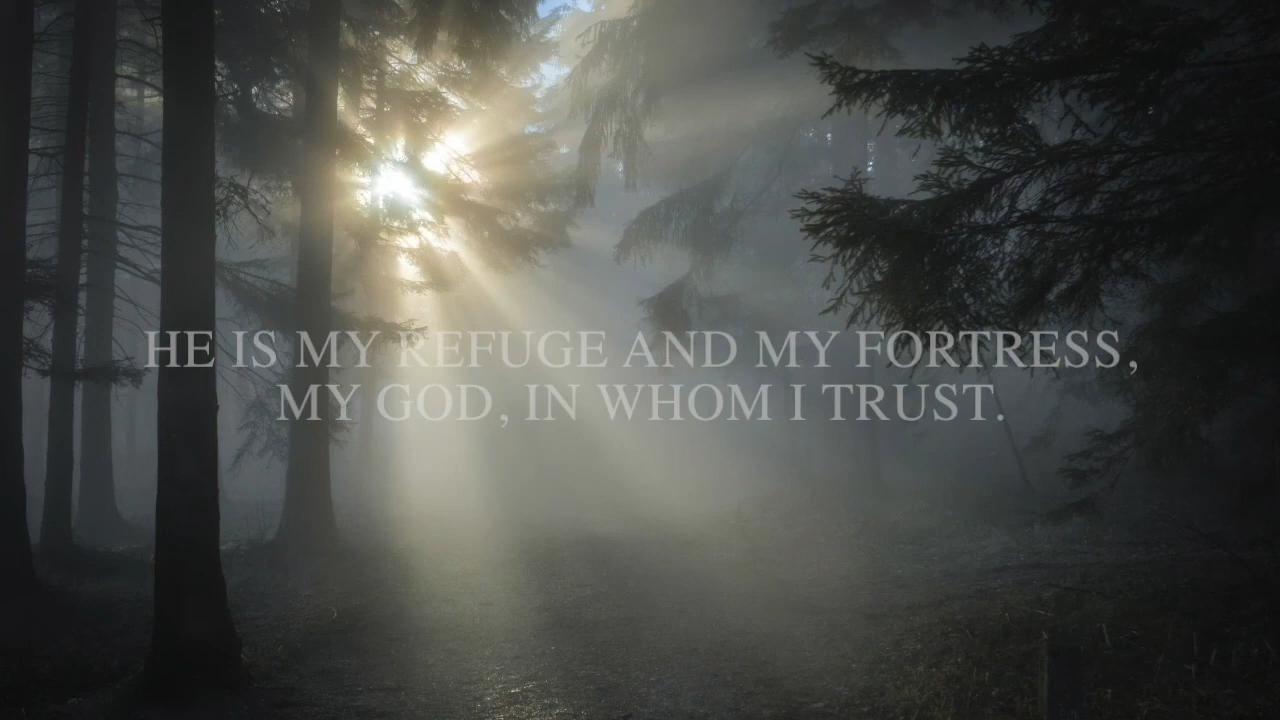 HE IS MY REFUGE AND MY FORTRESS,
MY GOD, IN WHOM I TRUST.